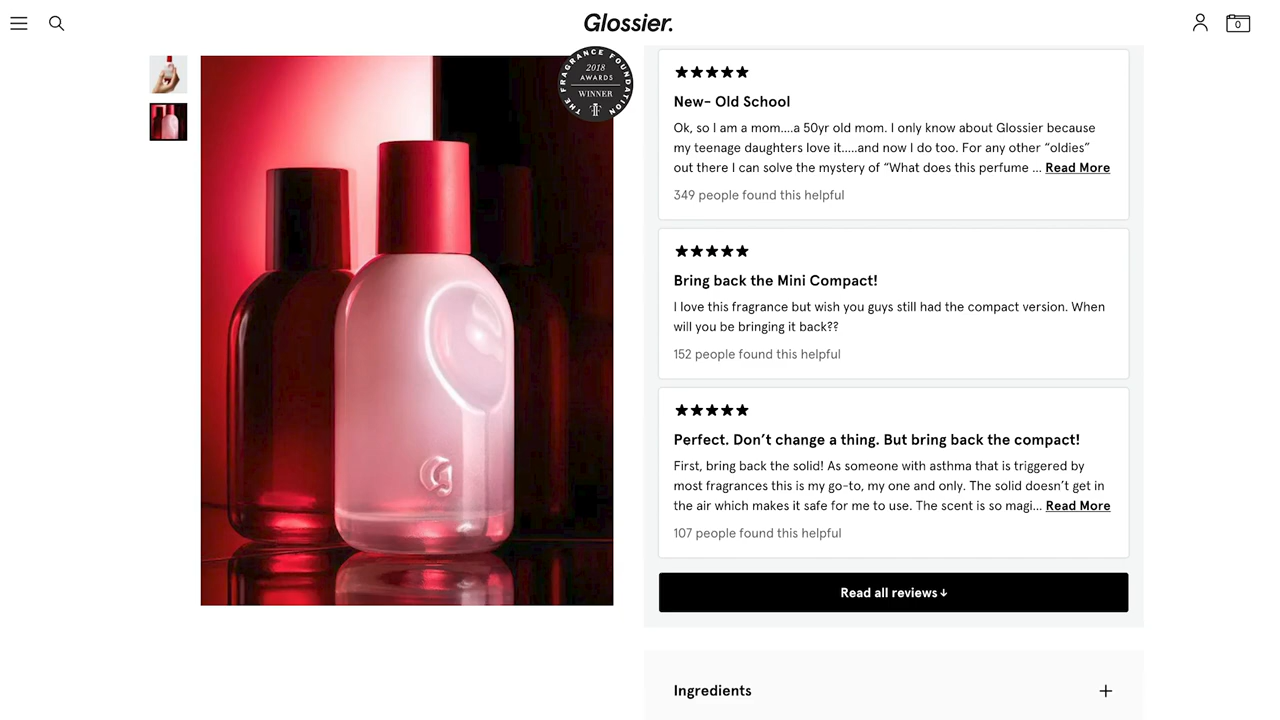 Glossier.
0
THE FRAGRANCE FOUNDATION
2018
AWARDS
WINNER
★★★★★
New- Old School
Ok, so I am a mom....a 50yr old mom. I only know about Glossier because
my teenage daughters love it.....and now I do too. For any other “oldies”
out there I can solve the mystery of “What does this perfume ... Read More
349 people found this helpful
★★★★★
Bring back the Mini Compact!
I love this fragrance but wish you guys still had the compact version. When
will you be bringing it back??
152 people found this helpful
★★★★★
Perfect. Don’t change a thing. But bring back the compact!
First, bring back the solid! As someone with asthma that is triggered by
most fragrances this is my go-to, my one and only. The solid doesn’t get in
the air which makes it safe for me to use. The scent is so magi... Read More
107 people found this helpful
Read all reviews ↓
Ingredients +